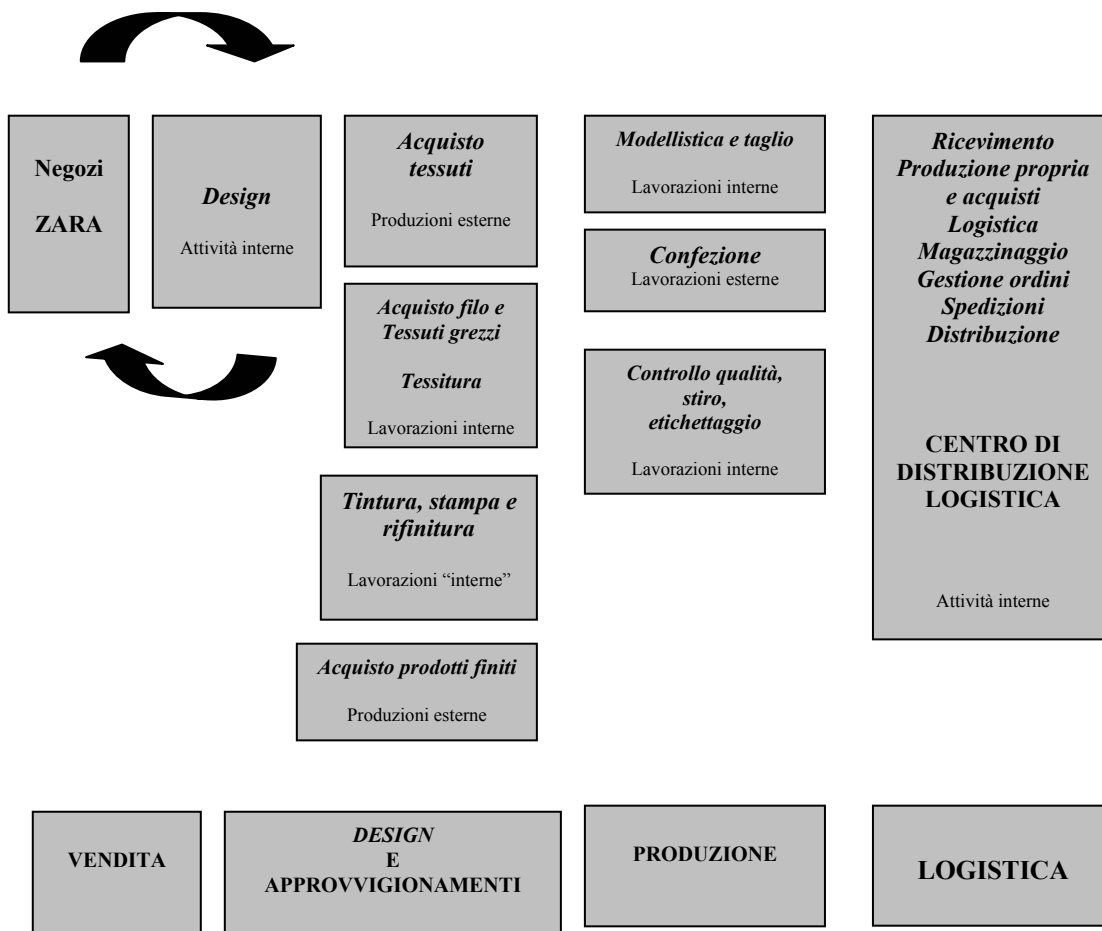 Negozi
ZARA
Design
Attività interne
Acquisto
tessuti
Produzioni esterne
Acquisto filo e
Tessuti grezzi
Tessitura
Lavorazioni interne
Tintura, stampa e
rifinitura
Lavorazioni “interne”
Acquisto prodotti finiti
Produzioni esterne
Modellistica e taglio
Lavorazioni interne
Confezione
Lavorazioni esterne
Controllo qualità,
stiro,
etichettaggio
Lavorazioni interne
Ricevimento
Produzione propria
e acquisti
Logistica
Magazzinaggio
Gestione ordini
Spedizioni
Distribuzione
CENTRO DI
DISTRIBUZIONE
LOGISTICA
Attività interne
VENDITA
DESIGN
E
APPROVVIGIONAMENTI
PRODUZIONE
LOGISTICA